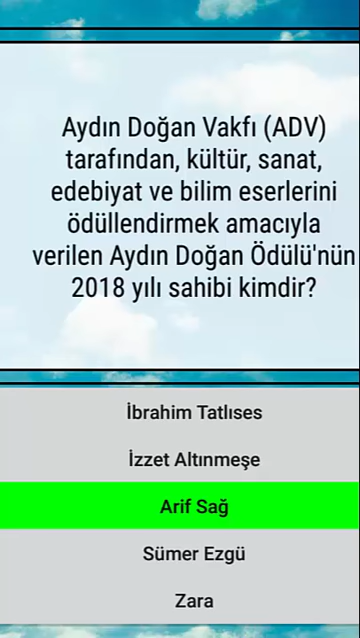 Aydın Doğan Vakfı (ADV)
tarafından, kültür, sanat,
edebiyat ve bilim eserlerini
ödüllendirmek amacıyla
verilen Aydın Doğan Ödülü'nün
2018 yılı sahibi kimdir?
İbrahim Tatlıses
İzzet Altınmeşe
Arif Sağ
Sümer Ezgü
Zara